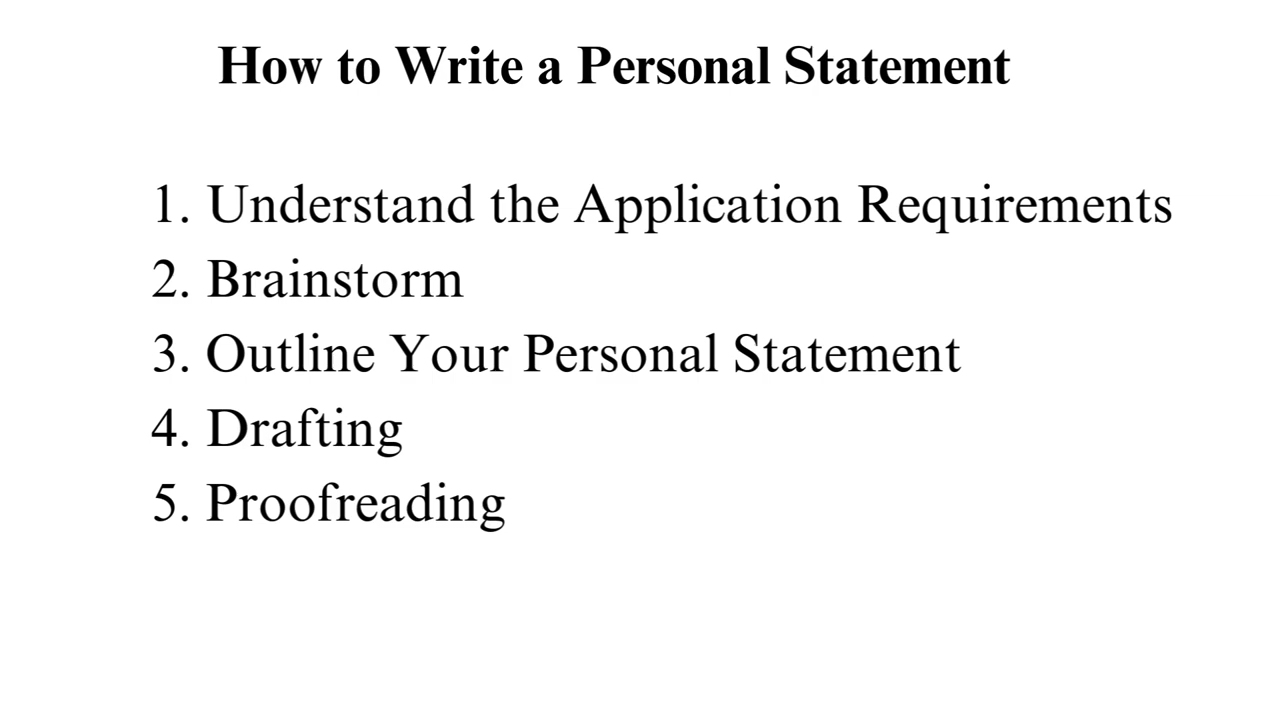 How to Write a Personal Statement
1. Understand the Application Requirements
2. Brainstorm
3. Outline Your Personal Statement
4. Drafting
5. Proofreading